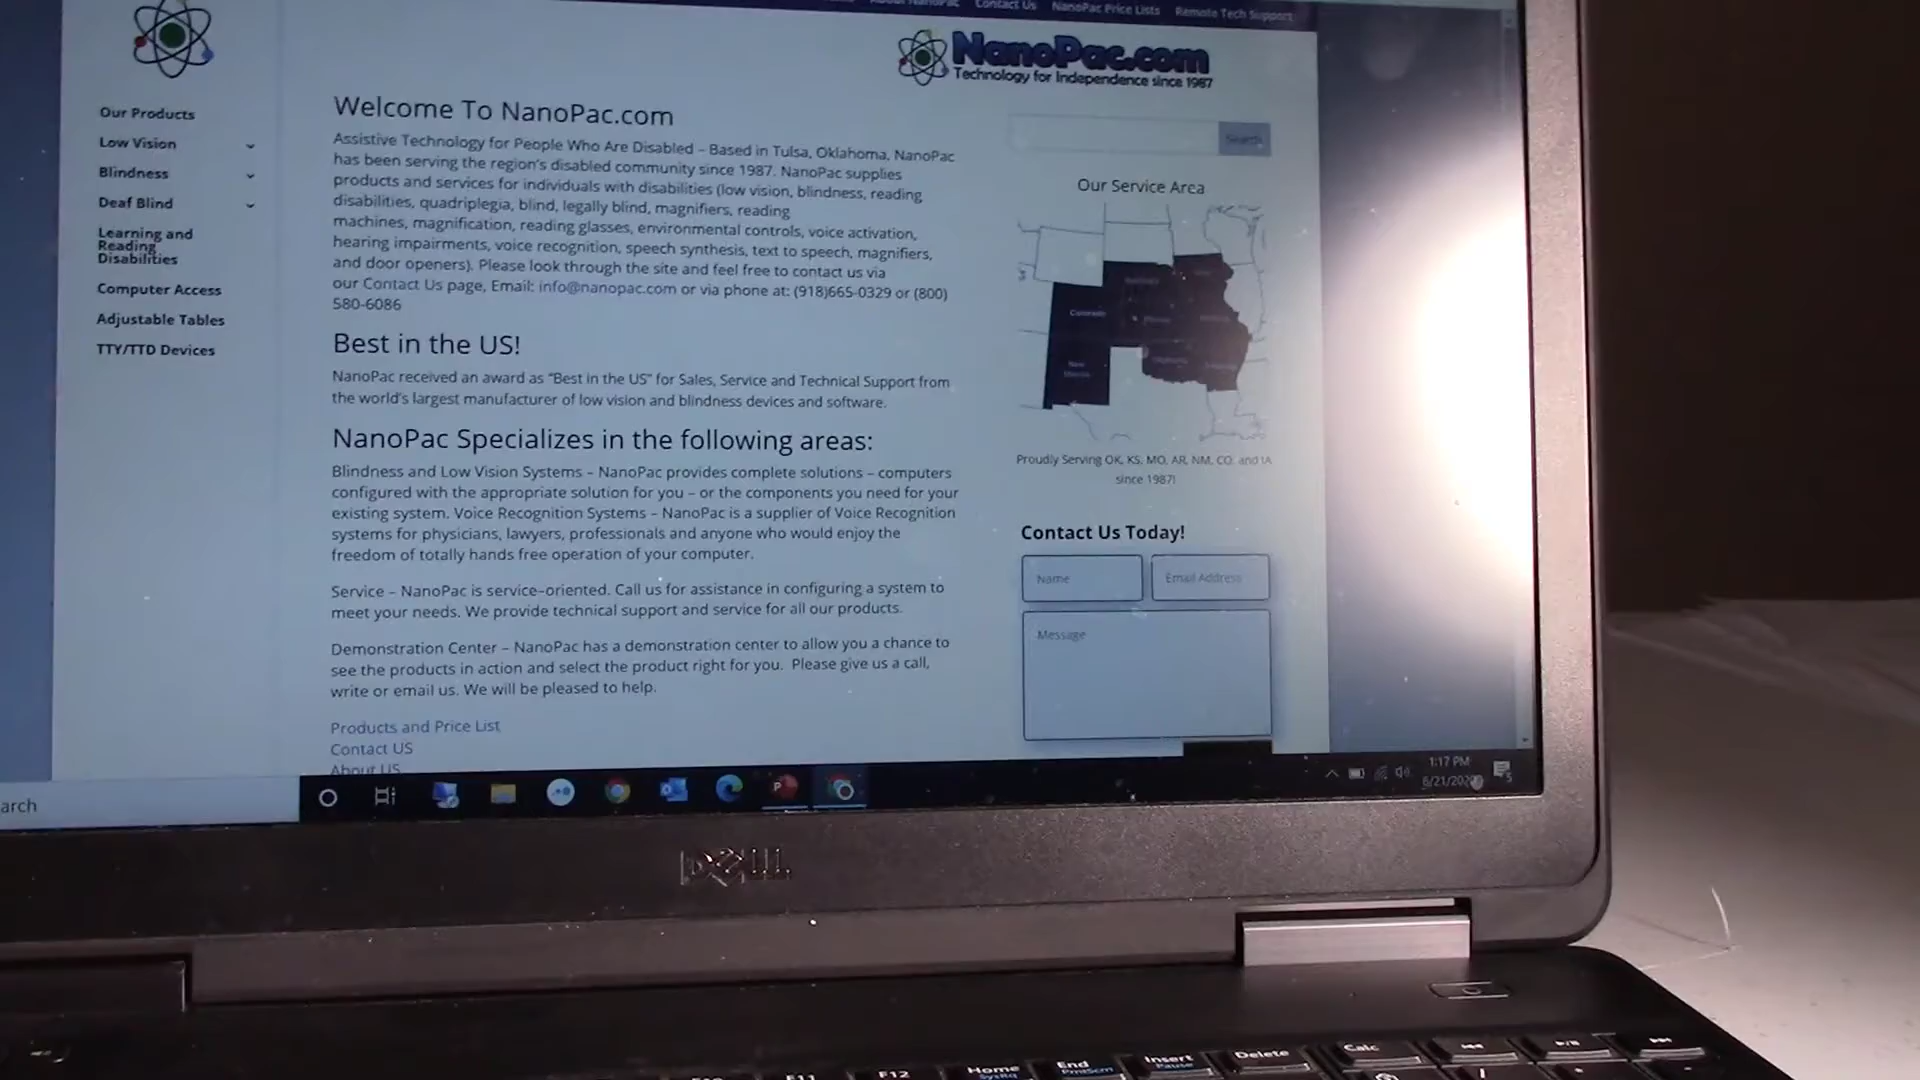 About NanoPac Contact Us NanoPac Price Lists Remote Tech Support
NanoPac.com
Technology for Independence since 1987
Our Products
Low Vision
Blindness
Deaf Blind
Learning and
Reading
Disabilities
Computer Access
Adjustable Tables
TTY/TTD Devices
Welcome To NanoPac.com
Assistive Technology for People Who Are Disabled – Based in Tulsa, Oklahoma, NanoPac
has been serving the region's disabled community since 1987. NanoPac supplies
products and services for individuals with disabilities (low vision, blindness, reading
disabilities, quadriplegia, blind, legally blind, magnifiers, reading
machines, magnification, reading glasses, environmental controls, voice activation,
hearing impairments, voice recognition, speech synthesis, text to speech, magnifiers,
and door openers). Please look through the site and feel free to contact us via
our Contact Us page, Email: info@nanopac.com or via phone at: (918)665-0329 or (800)
580-6086
Best in the US!
NanoPac received an award as “Best in the US” for Sales, Service and Technical Support from
the world's largest manufacturer of low vision and blindness devices and software.
NanoPac Specializes in the following areas:
Blindness and Low Vision Systems – NanoPac provides complete solutions – computers
configured with the appropriate solution for you – or the components you need for your
existing system. Voice Recognition Systems – NanoPac is a supplier of Voice Recognition
systems for physicians, lawyers, professionals and anyone who would enjoy the
freedom of totally hands free operation of your computer.
Service – NanoPac is service-oriented. Call us for assistance in configuring a system to
meet your needs. We provide technical support and service for all our products.
Demonstration Center – NanoPac has a demonstration center to allow you a chance to
see the products in action and select the product right for you. Please give us a call,
write or email us. We will be pleased to help.
Products and Price List
Contact US
About US
Search
Our Service Area
Colorado
New
Mexico
Proudly Serving OK, KS, MO, AR, NM, CO, and IA
since 1987!
Contact Us Today!
Name Email Address
Message
arch
1:17 PM
DELL
F11 F12 Home End Insert Delete Calc
SysRq PrntScrn Pause